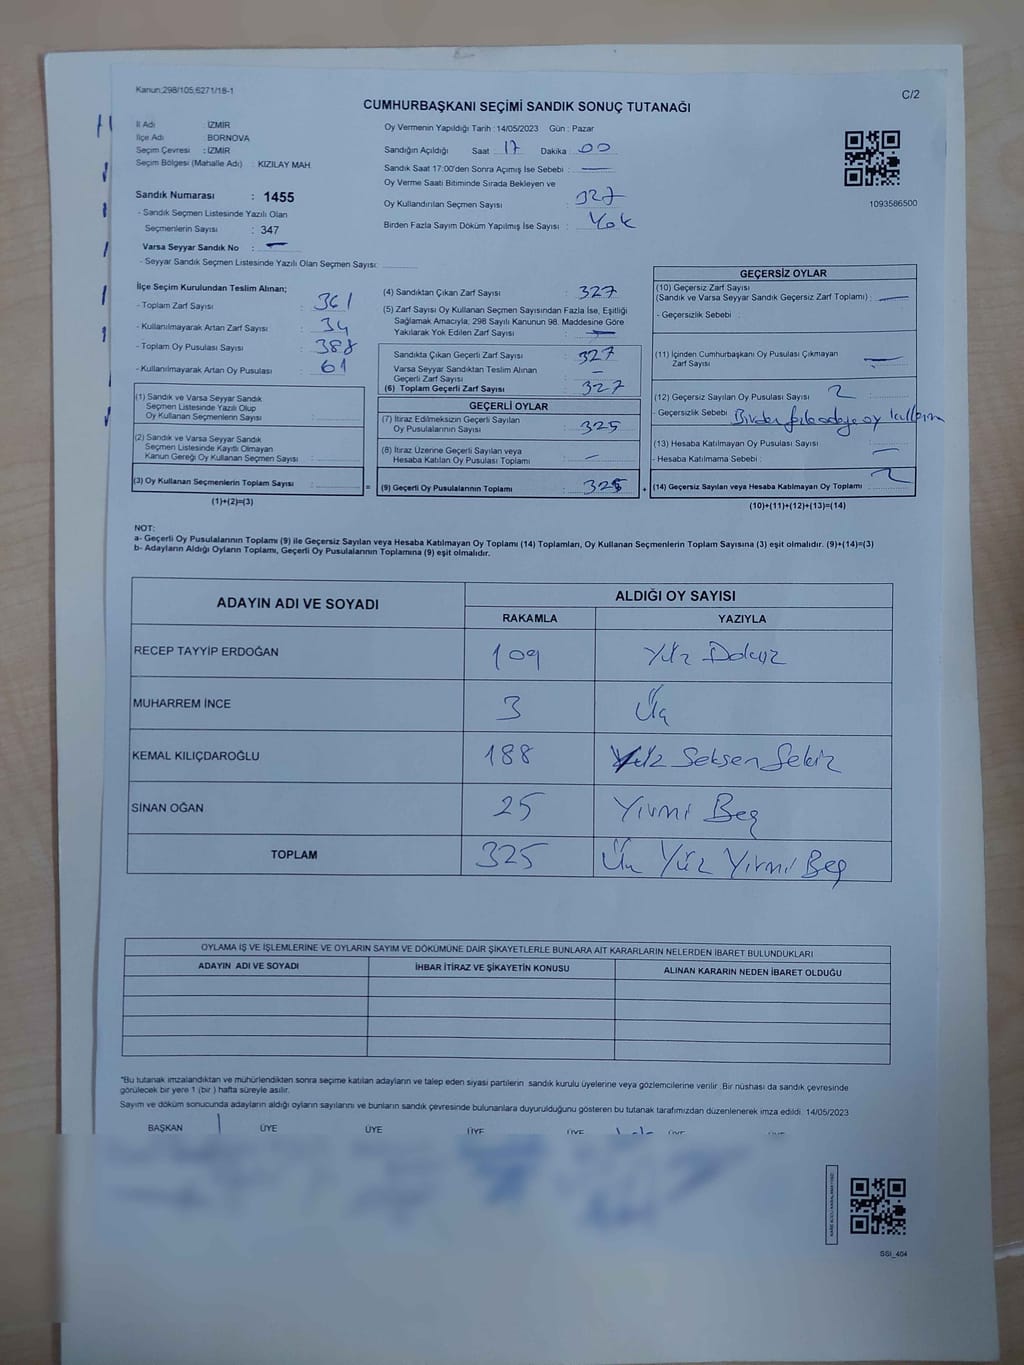 Kanun:298/105;6271/18-1
C/2
CUMHURBAŞKANI SEÇİMİ SANDIK SONUÇ TUTANAĞI
İl Adı : İZMİR
İlçe Adı : BORNOVA
Seçim Çevresi : İZMİR
Seçim Bölgesi (Mahalle Adı) : KIZILAY MAH
Sandık Numarası : 1455
- Sandık Seçmen Listesinde Yazılı Olan
Seçmenlerin Sayısı : 347
Varsa Seyyar Sandık No : —
- Seyyar Sandık Seçmen Listesinde Yazılı Olan Seçmen Sayısı:
Oy Vermenin Yapıldığı Tarih : 14/05/2023 Gün : Pazar
Sandığın Açıldığı Saat : 17 Dakika : 00
Sandık Saat 17:00'den Sonra Açımış İse Sebebi : —
Oy Verme Saati Bitiminde Sırada Bekleyen ve
Oy Kullandırılan Seçmen Sayısı : 327
Birden Fazla Sayım Döküm Yapılmış İse Sayısı : Yok
1093586500
İlçe Seçim Kurulundan Teslim Alınan;
- Toplam Zarf Sayısı : 361
- Kullanılmayarak Artan Zarf Sayısı : 34
- Toplam Oy Pusulası Sayısı : 388
- Kullanılmayarak Artan Oy Pusulası : 61
(1) Sandık ve Varsa Seyyar Sandık
Seçmen Listesinde Yazılı Olup
Oy Kullanan Seçmenlerin Sayısı :
(2) Sandık ve Varsa Seyyar Sandık
Seçmen Listesinde Kayıtlı Olmayan
Kanun Gereği Oy Kullanan Seçmen Sayısı :
(3) Oy Kullanan Seçmenlerin Toplam Sayısı :
(1)+(2)=(3)
=
(4) Sandıktan Çıkan Zarf Sayısı : 327
(5) Zarf Sayısı Oy Kullanan Seçmen Sayısından Fazla İse, Eşitliği
Sağlamak Amacıyla, 298 Sayılı Kanunun 98. Maddesine Göre
Yakılarak Yok Edilen Zarf Sayısı : —
Sandıkta Çıkan Geçerli Zarf Sayısı : 327
Varsa Seyyar Sandıktan Teslim Alınan
Geçerli Zarf Sayısı : —
(6) Toplam Geçerli Zarf Sayısı : 327
GEÇERLİ OYLAR
(7) İtiraz Edilmeksizin Geçerli Sayılan
Oy Pusulalarının Sayısı : 325
(8) İtiraz Üzerine Geçerli Sayılan veya
Hesaba Katılan Oy Pusulası Toplamı : —
(9) Geçerli Oy Pusulalarının Toplamı : 325
+
GEÇERSİZ OYLAR
(10) Geçersiz Zarf Sayısı
(Sandık ve Varsa Seyyar Sandık Geçersiz Zarf Toplamı) : —
- Geçersizlik Sebebi :
(11) İçinden Cumhurbaşkanı Oy Pusulası Çıkmayan
Zarf Sayısı : —
(12) Geçersiz Sayılan Oy Pusulası Sayısı : 2
- Geçersizlik Sebebi : Birden fazla adaya oy
(13) Hesaba Katılmayan Oy Pusulası Sayısı : —
- Hesaba Katılmama Sebebi :
(14) Geçersiz Sayılan veya Hesaba Katılmayan Oy Toplamı : 2
(10)+(11)+(12)+(13)=(14)
NOT:
a- Geçerli Oy Pusulalarının Toplamı (9) ile Geçersiz Sayılan veya Hesaba Katılmayan Oy Toplamı (14) Toplamları, Oy Kullanan Seçmenlerin Toplam Sayısına (3) eşit olmalıdır. (9)+(14)=(3)
b- Adayların Aldığı Oyların Toplamı, Geçerli Oy Pusulalarının Toplamına (9) eşit olmalıdır.
ADAYIN ADI VE SOYADI ALDIĞI OY SAYISI
RAKAMLA YAZIYLA
RECEP TAYYİP ERDOĞAN 109 Yüz Dokuz
MUHARREM İNCE 3 Üç
KEMAL KILIÇDAROĞLU 188 Yüz Seksen Sekiz
SİNAN OĞAN 25 Yirmi Beş
TOPLAM 325 Üç Yüz Yirmi Beş
OYLAMA İŞ VE İŞLEMLERİNE VE OYLARIN SAYIM VE DÖKÜMÜNE DAİR ŞİKAYETLERLE BUNLARA AİT KARARLARIN NELERDEN İBARET BULUNDUKLARI
ADAYIN ADI VE SOYADI İHBAR İTİRAZ VE ŞİKAYETİN KONUSU ALINAN KARARIN NEDEN İBARET OLDUĞU
"Bu tutanak imzalandıktan ve mühürlendikten sonra seçime katılan adayların ve talep eden siyasi partilerin sandık kurulu üyelerine veya gözlemcilerine verilir .Bir nüshası da sandık çevresinde
görülecek bir yere 1 (bir ) hafta süreyle asılır.
Sayım ve döküm sonucunda adayların aldığı oyların sayılarını ve bunların sandık çevresinde bulunanlara duyurulduğunu gösteren bu tutanak tarafımızdan düzenlenerek imza edildi. 14/05/2023
BAŞKAN ÜYE ÜYE ÜYE ÜYE ÜYE
SSI_404